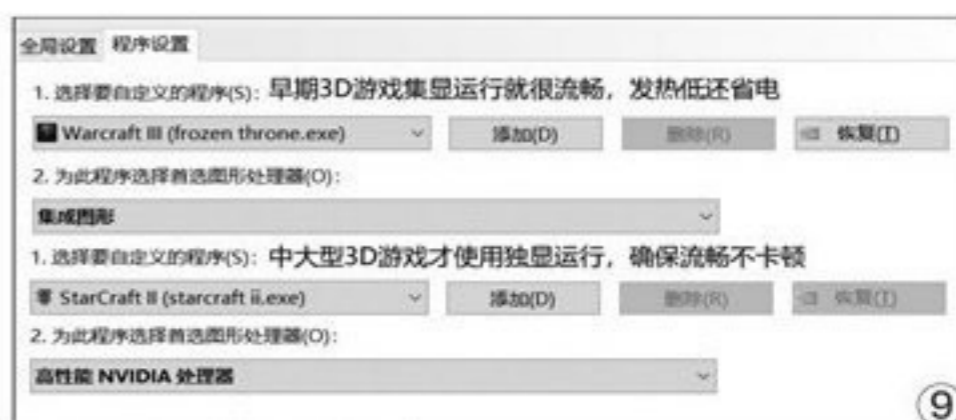 全局设置 程序设置
1. 选择要自定义的程序(S): 早期3D游戏集显运行就很流畅，发热低还省电
Warcraft III (frozen throne.exe) 添加(D) 删除(R) 恢复(T)
2. 为此程序选择首选图形处理器(O):
集成图形
1. 选择要自定义的程序(S): 中大型3D游戏才使用独显运行，确保流畅不卡顿
StarCraft II (starcraft ii.exe) 添加(D) 删除(R) 恢复(T)
2. 为此程序选择首选图形处理器(O):
高性能 NVIDIA 处理器
⑨